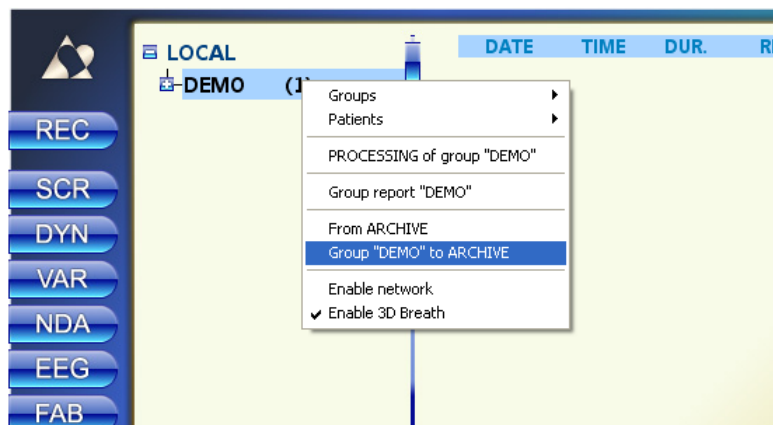 LOCAL
DATE TIME DUR.
DEMO
REC
SCR
DYN
VAR
NDA
EEG
FAB
Groups
Patients
PROCESSING of group "DEMO"
Group report "DEMO"
From ARCHIVE
Group "DEMO" to ARCHIVE
Enable network
Enable 3D Breath